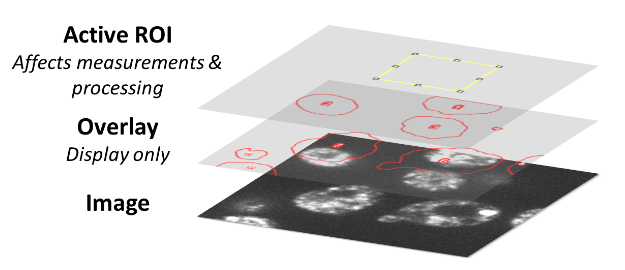 Active ROI
Affects measurements &
processing
Overlay
Display only
Image